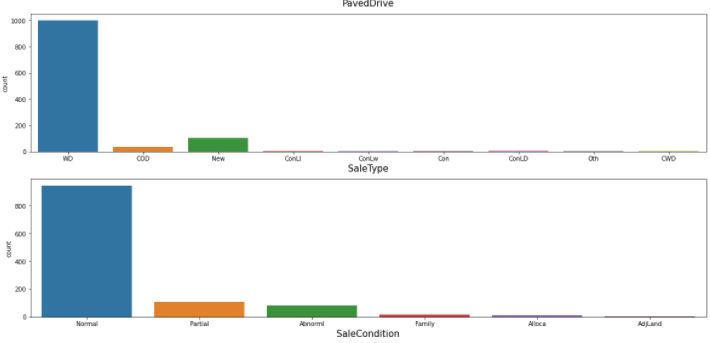 PavedDrive
1000
800
600
400
200
0
count
WD COD New ConLI ConLw Con ConLD Oth CWD
SaleType
800
600
400
200
0
count
Normal Partial Abnorml Family Alloca AdjLand
SaleCondition